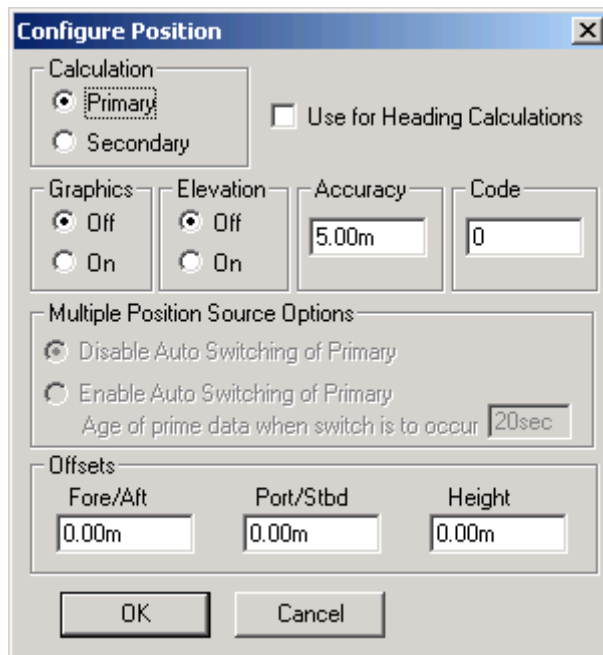 Configure Position
Calculation
Primary
Secondary
Use for Heading Calculations
Graphics
Off
On
Elevation
Off
On
Accuracy
5.00m
Code
0
Multiple Position Source Options
Disable Auto Switching of Primary
Enable Auto Switching of Primary
Age of prime data when switch is to occur 20sec
Offsets
Fore/Aft Port/Stbd Height
0.00m 0.00m 0.00m
OK Cancel